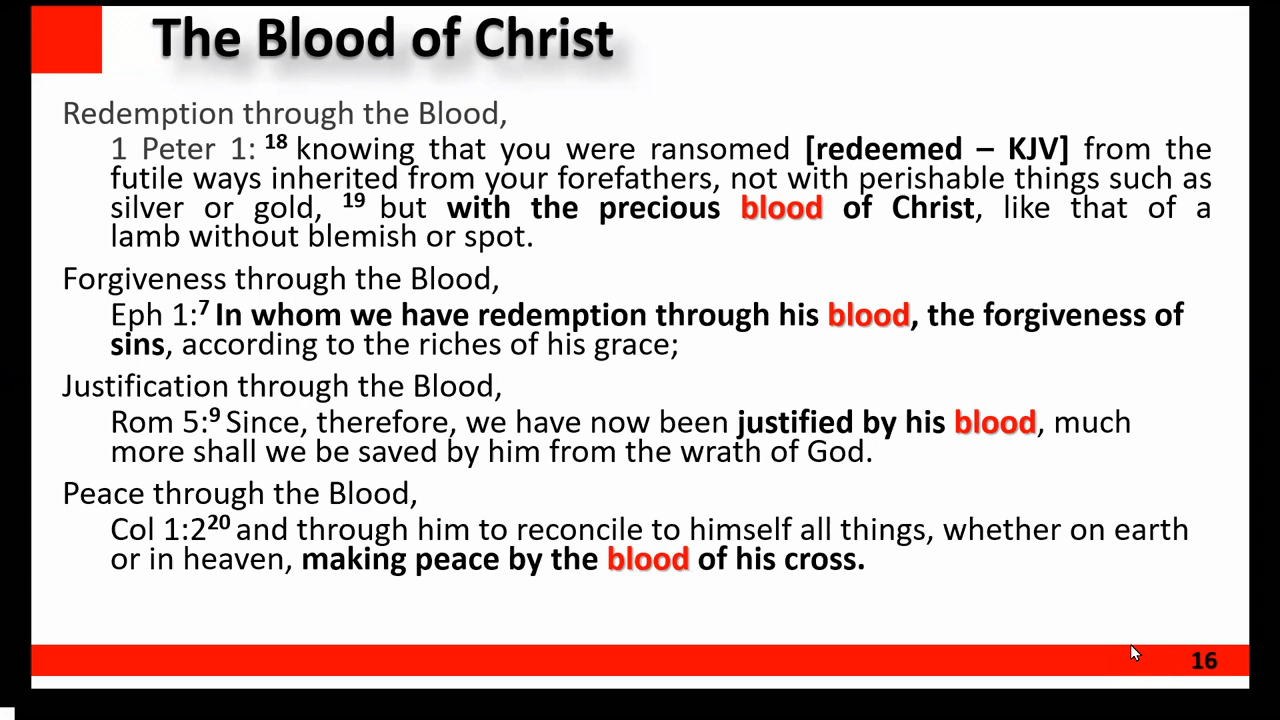 The Blood of Christ
Redemption through the Blood,
1 Peter 1: 18 knowing that you were ransomed [redeemed – KJV] from the
futile ways inherited from your forefathers, not with perishable things such as
silver or gold, 19 but with the precious blood of Christ, like that of a
lamb without blemish or spot.
Forgiveness through the Blood,
Eph 1:7 In whom we have redemption through his blood, the forgiveness of
sins, according to the riches of his grace;
Justification through the Blood,
Rom 5:9 Since, therefore, we have now been justified by his blood, much
more shall we be saved by him from the wrath of God.
Peace through the Blood,
Col 1:220 and through him to reconcile to himself all things, whether on earth
or in heaven, making peace by the blood of his cross.
16